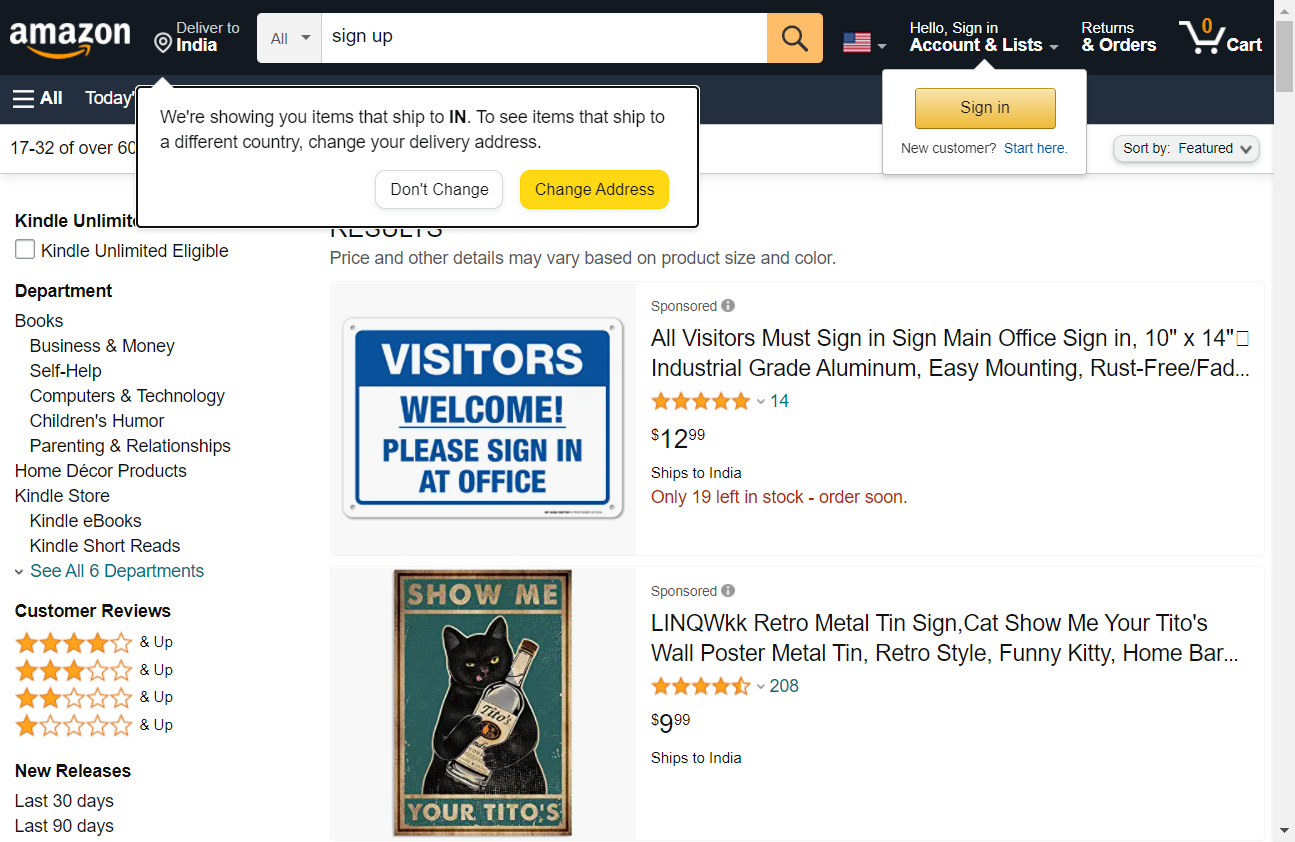 amazon
Deliver to
India
All
sign up
Hello, Sign in
Account & Lists
Returns
& Orders
0
Cart
All
Today'
We're showing you items that ship to IN. To see items that ship to
a different country, change your delivery address.
Don't Change
Change Address
Sign in
New customer? Start here.
17-32 of over 60
Sort by: Featured
Kindle Unlimite
Kindle Unlimited Eligible
Department
Books
Business & Money
Self-Help
Computers & Technology
Children's Humor
Parenting & Relationships
Home Décor Products
Kindle Store
Kindle eBooks
Kindle Short Reads
See All 6 Departments
Customer Reviews
& Up
& Up
& Up
& Up
New Releases
Last 30 days
Last 90 days
RESULTS
Price and other details may vary based on product size and color.
VISITORS
WELCOME!
PLEASE SIGN IN
AT OFFICE
Sponsored
All Visitors Must Sign in Sign Main Office Sign in, 10" x 14"
Industrial Grade Aluminum, Easy Mounting, Rust-Free/Fad...
14
$12.99
Ships to India
Only 19 left in stock - order soon.
SHOW ME
Tito's
YOUR TITO'S
Sponsored
LINQWkk Retro Metal Tin Sign,Cat Show Me Your Tito's
Wall Poster Metal Tin, Retro Style, Funny Kitty, Home Bar...
208
$9.99
Ships to India